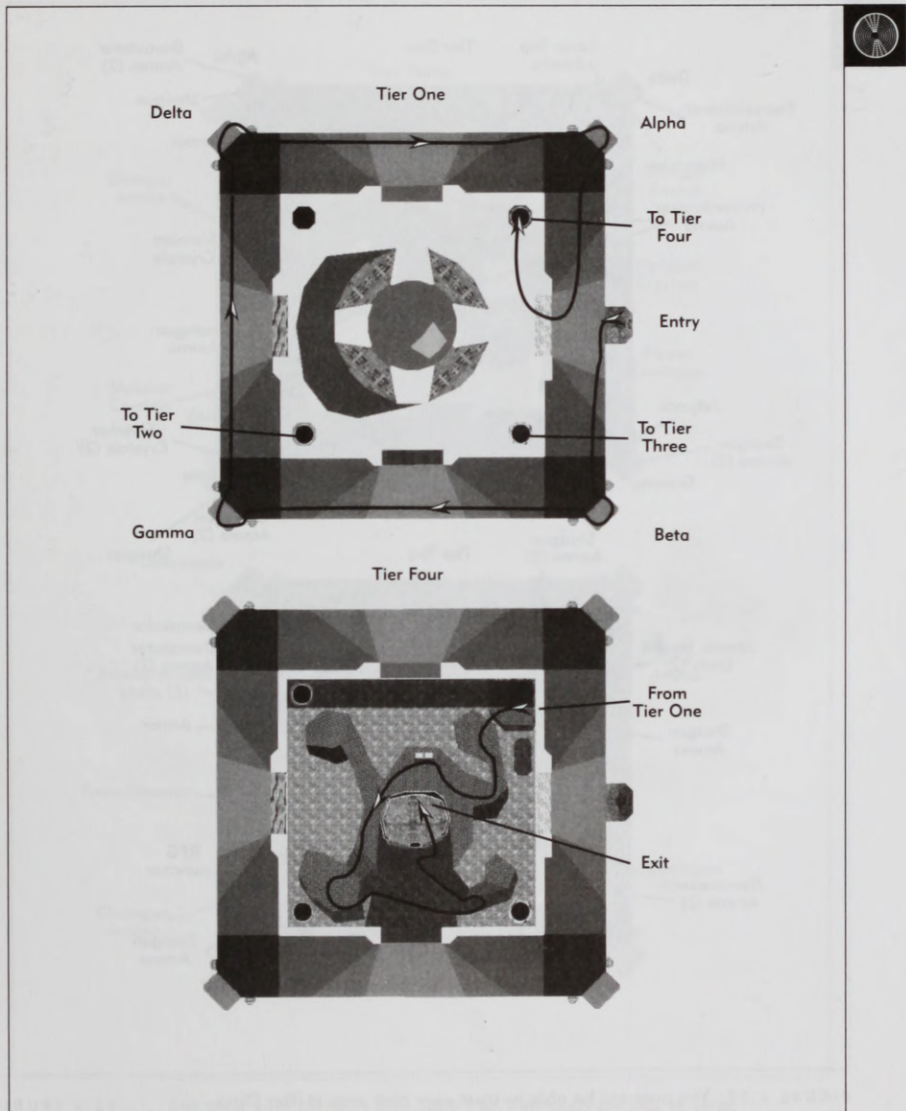 Tier One
Delta
Alpha
To Tier
Four
Entry
To Tier
Two
To Tier
Three
Gamma
Beta
Tier Four
From
Tier One
Exit